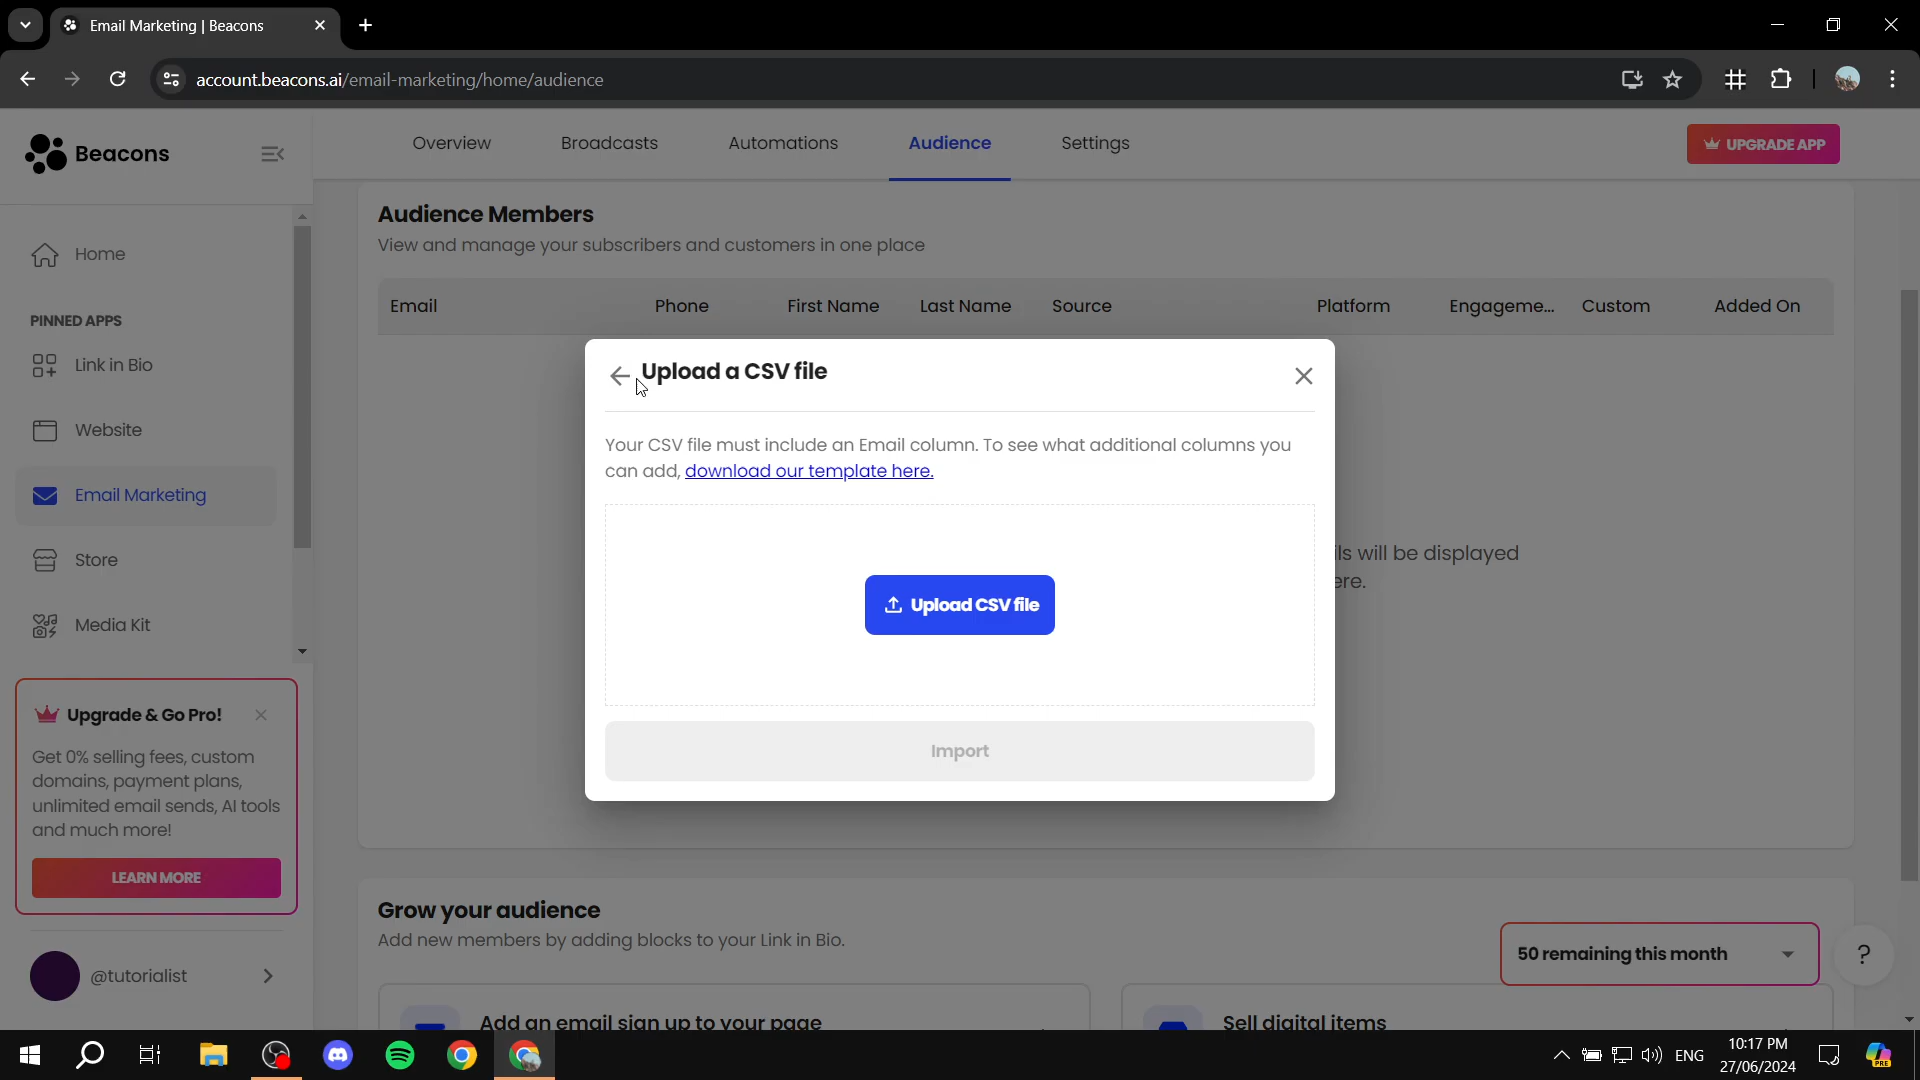 Email Marketing | Beacons
account.beacons.ai/email-marketing/home/audience
Beacons
Overview
Broadcasts
Automations
Audience
Settings
UPGRADE APP
Home
PINNED APPS
Link in Bio
Website
Email Marketing
Store
Media Kit
Upgrade & Go Pro!
Get 0% selling fees, custom
domains, payment plans,
unlimited email sends, AI tools
and much more!
LEARN MORE
@tutorialist
Audience Members
View and manage your subscribers and customers in one place
Email
Phone
First Name
Last Name
Source
Platform
Engageme...
Custom
Added On
Upload a CSV file
Your CSV file must include an Email column. To see what additional columns you
can add, download our template here.
Upload CSV file
Import
ils will be displayed
ere.
Grow your audience
Add new members by adding blocks to your Link in Bio.
50 remaining this month
?
Add an email sign up to your page
Sell digital items
ENG
10:17 PM
27/06/2024
PRE